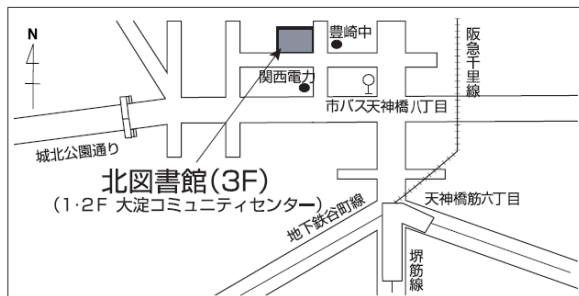 N
豊崎中
阪急千里線
関西電力
市バス天神橋八丁目
城北公園通り
北図書館(3F)
(1・2F 大淀コミュニティセンター)
天神橋筋六丁目
地下鉄谷町線
堺筋線